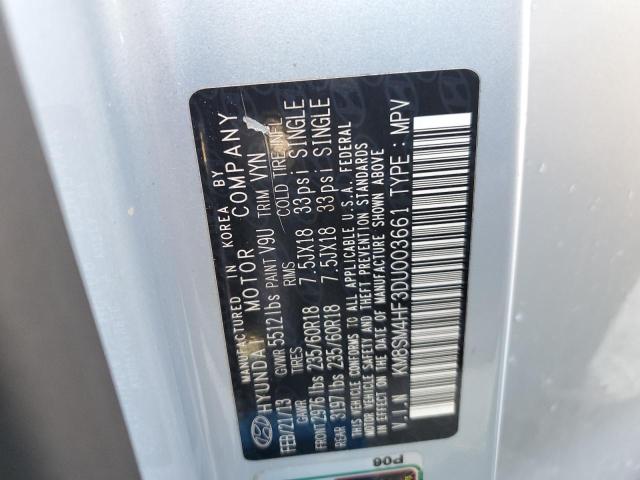 MANUFACTURED IN KOREA BY
HYUNDAI MOTOR COMPANY
FEB/21/13 GVWR 5512 lbs PAINT V9U TRIM VYN
GAWR TIRES RIMS COLD TIRE INFL
FRONT 2976 lbs 235/60R18 7.5JX18 33psi SINGLE
REAR 3197 lbs 235/60R18 7.5JX18 33psi SINGLE
THIS VEHICLE CONFORMS TO ALL APPLICABLE U.S.A. FEDERAL
MOTOR VEHICLE SAFETY AND THEFT PREVENTION STANDARDS
IN EFFECT ON THE DATE OF MANUFACTURE SHOWN ABOVE
V.I.N KM8SM4HF3DU003661 TYPE : MPV
P06